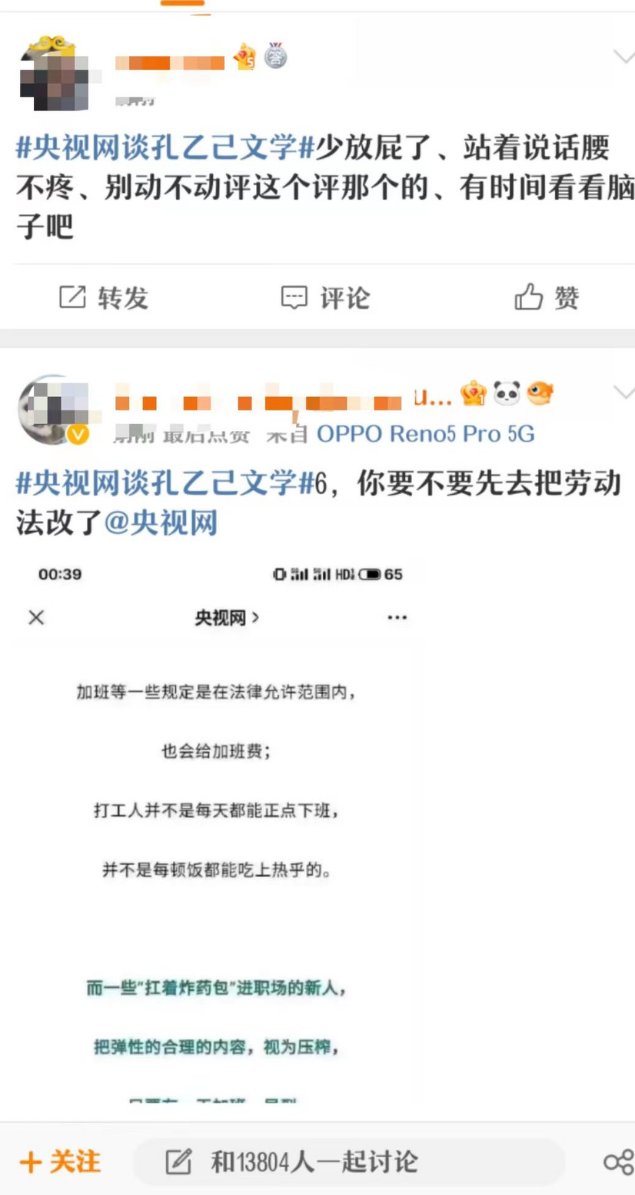 #央视网谈孔乙己文学#少放屁了、站着说话腰
不疼、别动不动评这个评那个的、有时间看看脑
子吧
转发
评论
赞
u...
来自 OPPO Reno5 Pro 5G
#央视网谈孔乙己文学#6，你要不要先去把劳动
法改了@央视网
00:39
HD 65
央视网
加班等一些规定是在法律允许范围内，
也会给加班费；
打工人并不是每天都能正点下班，
并不是每顿饭都能吃上热乎的。
而一些“扛着炸药包”进职场的新人，
把弹性的合理的内容，视为压榨，
+关注
和13804人一起讨论